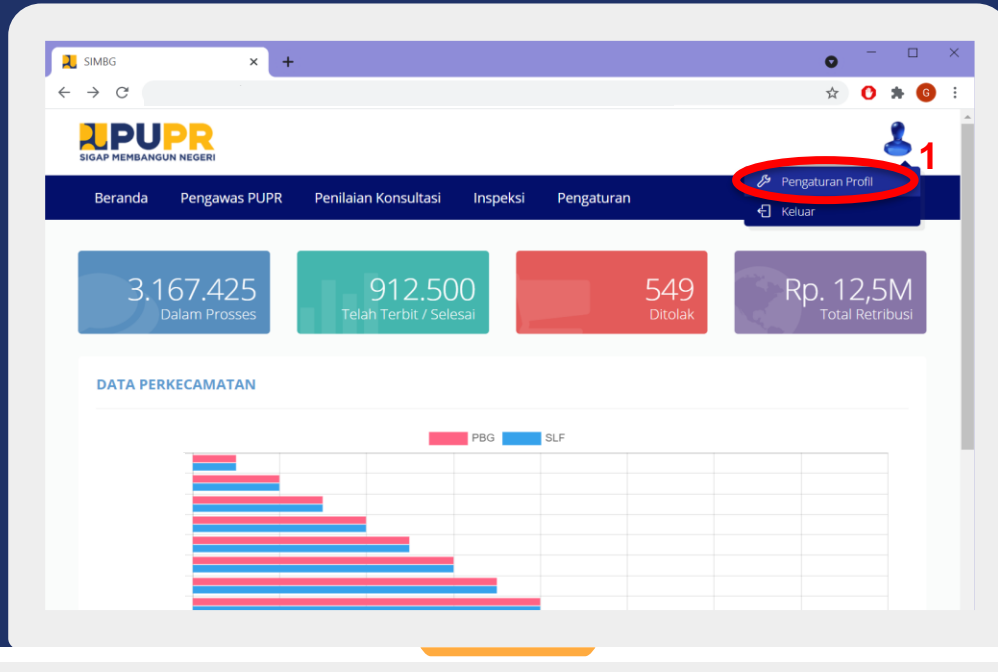 SIMBG
G
PUPR
SIGAP MEMBANGUN NEGERI
1
Pengaturan Profil
Keluar
Beranda Pengawas PUPR Penilaian Konsultasi Inspeksi Pengaturan
3.167.425
Dalam Prosses
912.500
Telah Terbit / Selesai
549
Ditolak
Rp. 12,5M
Total Retribusi
DATA PERKECAMATAN
PBG SLF